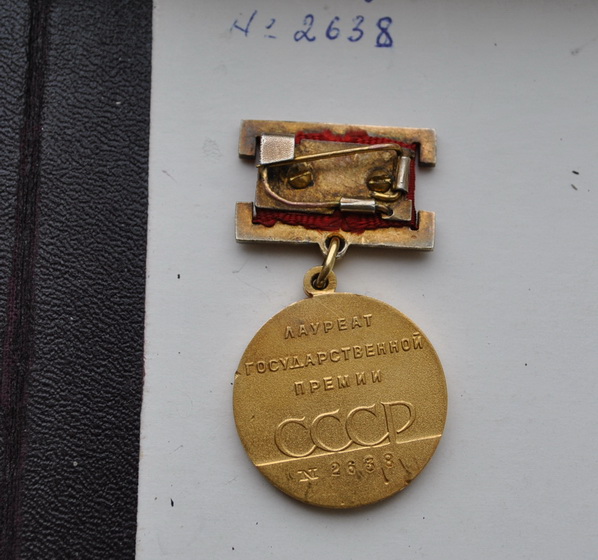 № 2638
ЛАУРЕАТ
ГОСУДАРСТВЕННОЙ
ПРЕМИИ
СССР
№ 2638